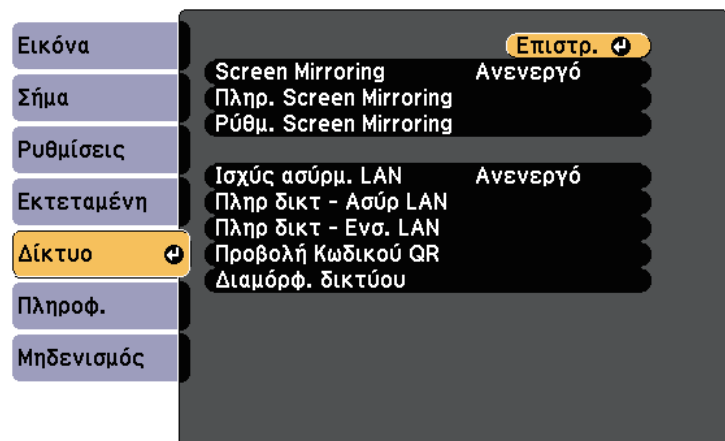 Εικόνα
Σήμα
Ρυθμίσεις
Εκτεταμένη
Δίκτυο
Πληροφ.
Μηδενισμός
Επιστρ.
Screen Mirroring Ανενεργό
Πληρ. Screen Mirroring
Ρύθμ. Screen Mirroring
Ισχύς ασύρμ. LAN Ανενεργό
Πληρ δικτ - Ασύρ LAN
Πληρ δικτ - Ενσ. LAN
Προβολή Κωδικού QR
Διαμόρφ. δικτύου